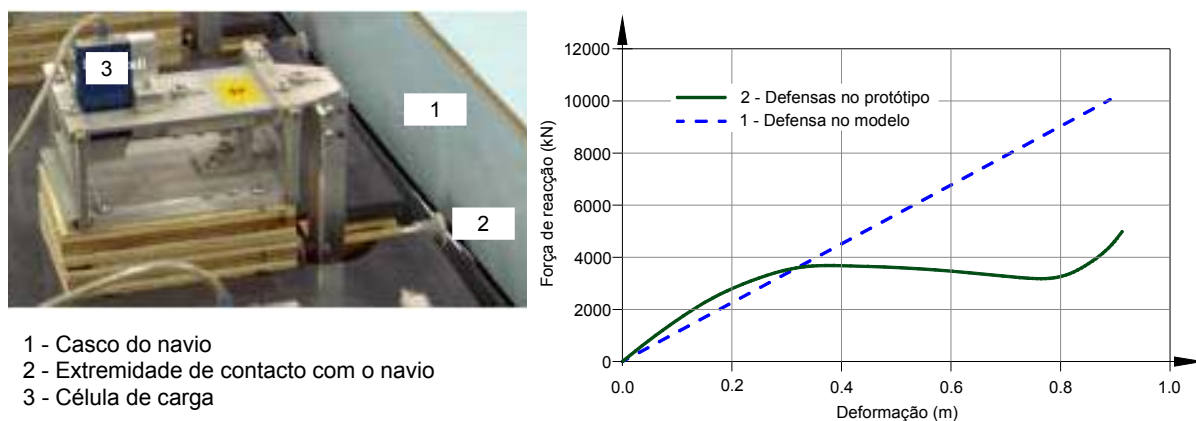 3
1
2
1 - Casco do navio
2 - Extremidade de contacto com o navio
3 - Célula de carga
Força de reacção (kN)
12000
10000
8000
6000
4000
2000
0
2 - Defensas no protótipo
1 - Defensa no modelo
0.0 0.2 0.4 0.6 0.8 1.0
Deformação (m)